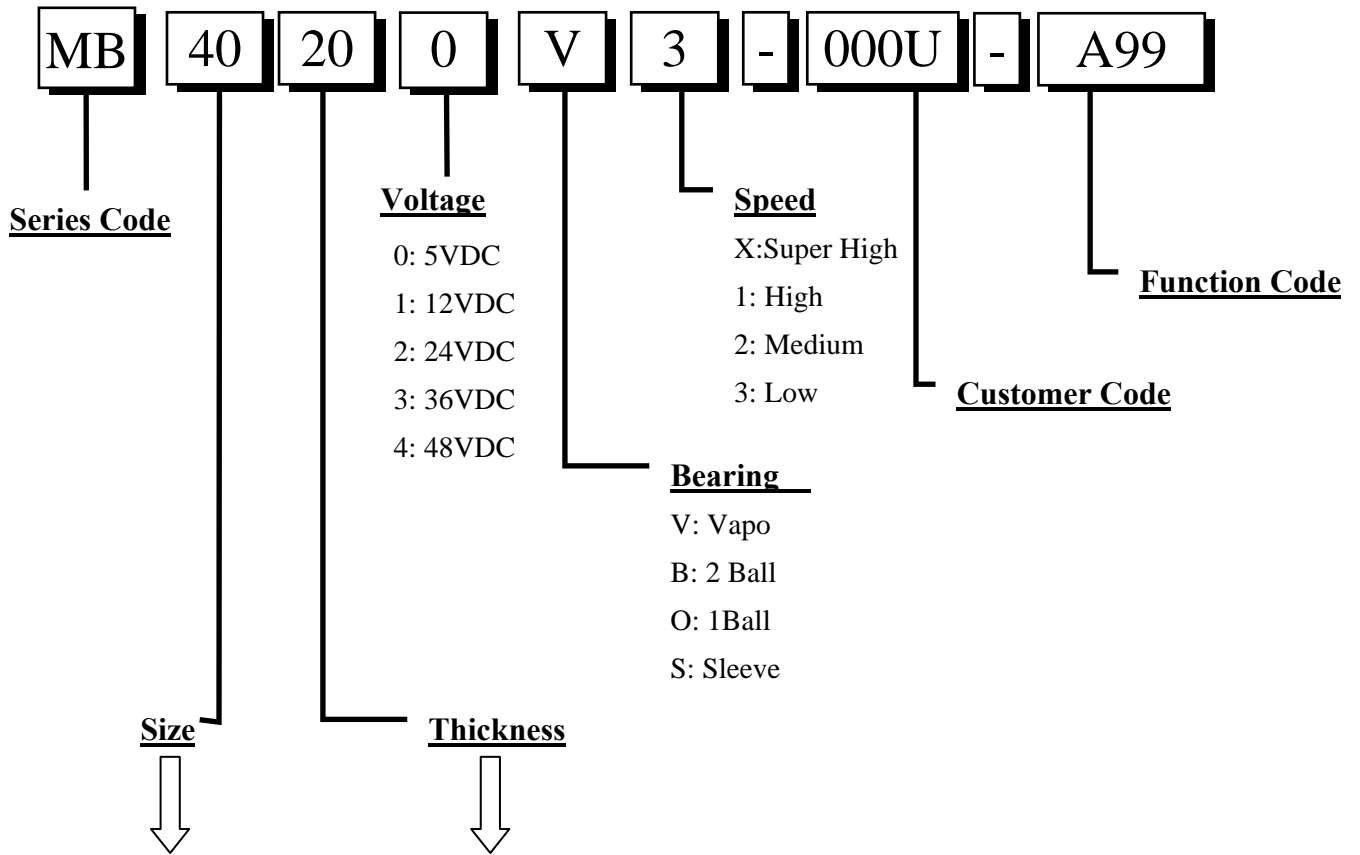 MB 40 20 0 V 3 - 000U - A99
Series Code
Voltage
0: 5VDC
1: 12VDC
2: 24VDC
3: 36VDC
4: 48VDC
Speed
X:Super High
1: High
2: Medium
3: Low
Function Code
Customer Code
Bearing
V: Vapo
B: 2 Ball
O: 1Ball
S: Sleeve
Size
Thickness